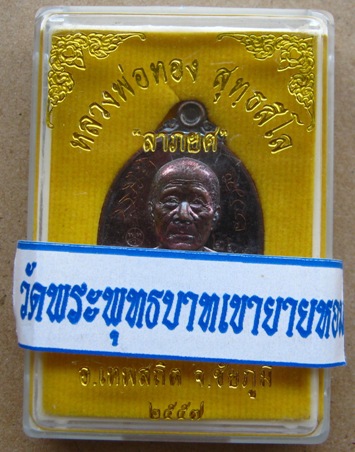 หลวงพ่อทอง สุทธสีโล
"ลาภยศ"
วัดพระพุทธบาทเขายายหอม
อ.เทพสถิต จ.ชัยภูมิ
๒๕๕๗